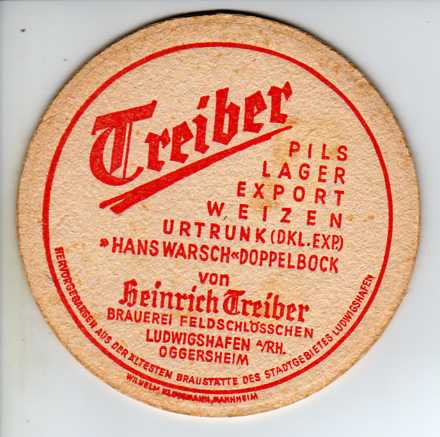 Treiber
PILS
LAGER
EXPORT
WEIZEN
URTRUNK (DKL.EXP.)
»HANS WARSCH« DOPPELBOCK
von
Heinrich Treiber
BRAUEREI FELDSCHLÖSSCHEN
LUDWIGSHAFEN a/RH.
OGGERSHEIM
HERVORGEGANGEN AUS DER ÄLTESTEN BRAUSTÄTTE DES STADTGEBIETES LUDWIGSHAFEN
WILHELM MANNHEIM